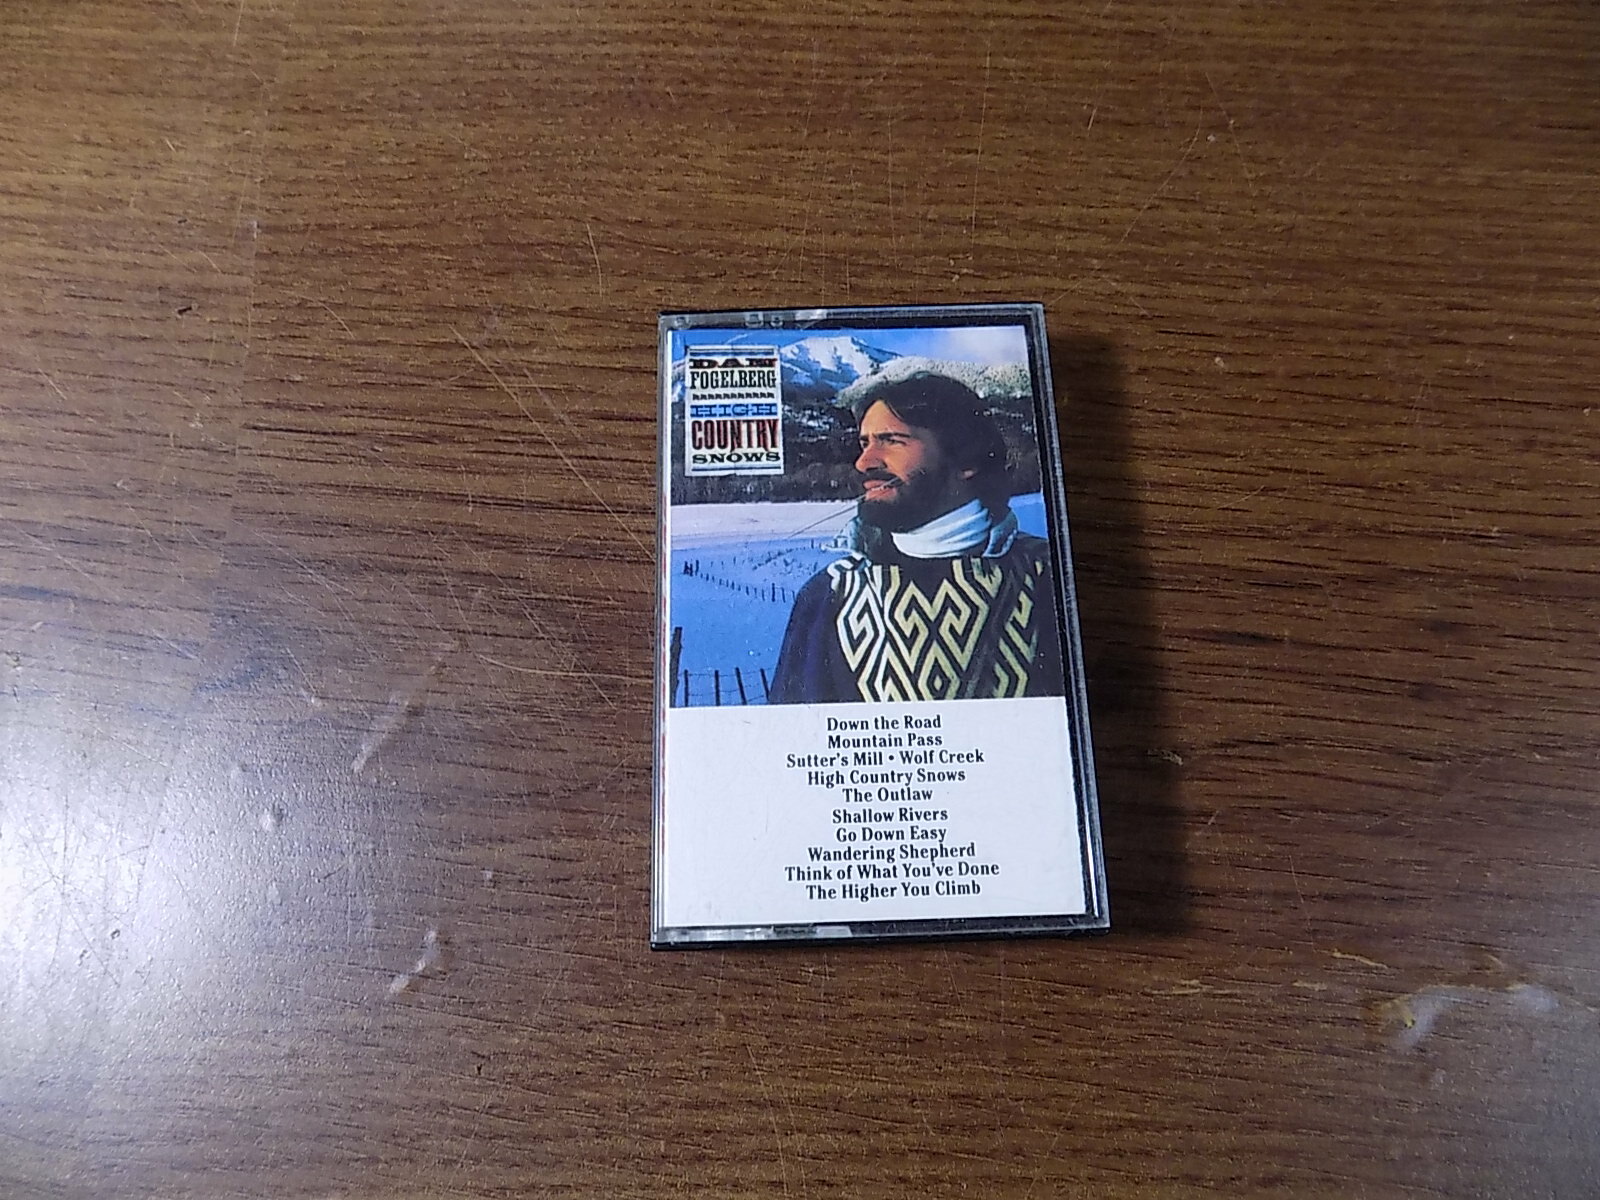 DAN
FOGELBERG
HIGH
COUNTRY
SNOWS
Down the Road
Mountain Pass
Sutter's Mill • Wolf Creek
High Country Snows
The Outlaw
Shallow Rivers
Go Down Easy
Wandering Shepherd
Think of What You've Done
The Higher You Climb